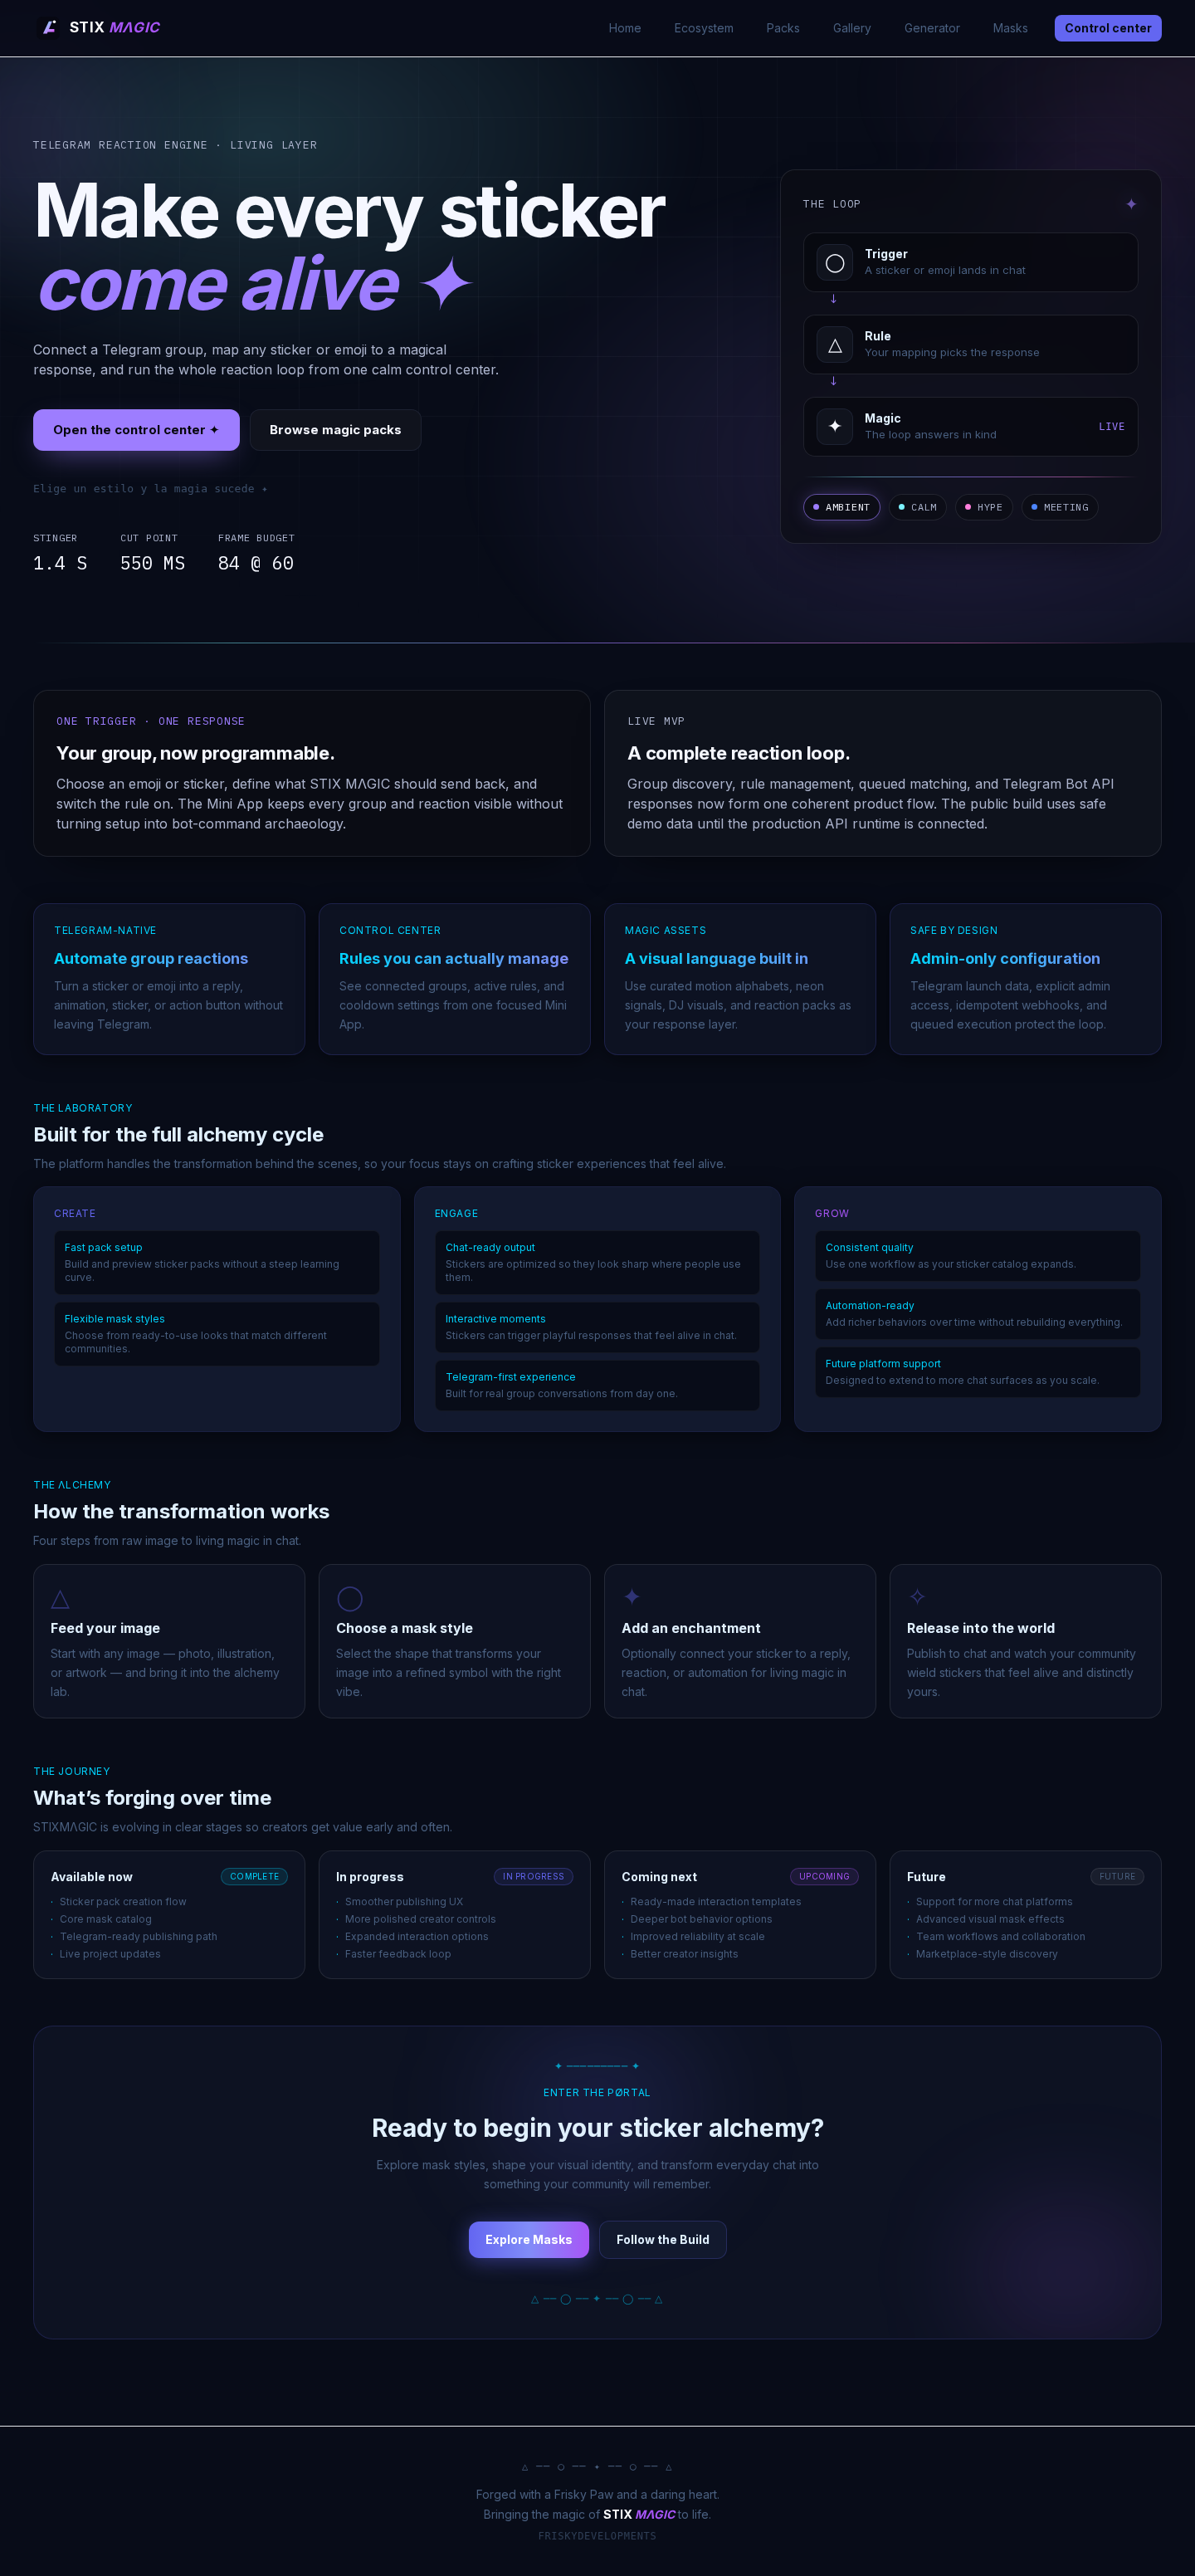 STIX MΛGIC
Home
Ecosystem
Packs
Gallery
Generator
Masks
Control center
TELEGRAM REACTION ENGINE · LIVING LAYER
Make every sticker
come alive ✦
Connect a Telegram group, map any sticker or emoji to a magical
response, and run the whole reaction loop from one calm control center.
Open the control center ✦
Browse magic packs
Elige un estilo y la magia sucede ✦
STINGER
1.4 S
CUT POINT
550 MS
FRAME BUDGET
84 @ 60
THE LOOP
✦
◯
Trigger
A sticker or emoji lands in chat
↓
△
Rule
Your mapping picks the response
↓
✦
Magic
The loop answers in kind
LIVE
AMBIENT
CALM
HYPE
MEETING
ONE TRIGGER · ONE RESPONSE
Your group, now programmable.
Choose an emoji or sticker, define what STIX MΛGIC should send back, and
switch the rule on. The Mini App keeps every group and reaction visible without
turning setup into bot-command archaeology.
LIVE MVP
A complete reaction loop.
Group discovery, rule management, queued matching, and Telegram Bot API
responses now form one coherent product flow. The public build uses safe
demo data until the production API runtime is connected.
TELEGRAM-NATIVE
Automate group reactions
Turn a sticker or emoji into a reply,
animation, sticker, or action button without
leaving Telegram.
CONTROL CENTER
Rules you can actually manage
See connected groups, active rules, and
cooldown settings from one focused Mini
App.
MAGIC ASSETS
A visual language built in
Use curated motion alphabets, neon
signals, DJ visuals, and reaction packs as
your response layer.
SAFE BY DESIGN
Admin-only configuration
Telegram launch data, explicit admin
access, idempotent webhooks, and
queued execution protect the loop.
THE LABORATORY
Built for the full alchemy cycle
The platform handles the transformation behind the scenes, so your focus stays on crafting sticker experiences that feel alive.
CREATE
Fast pack setup
Build and preview sticker packs without a steep learning
curve.
Flexible mask styles
Choose from ready-to-use looks that match different
communities.
ENGAGE
Chat-ready output
Stickers are optimized so they look sharp where people use
them.
Interactive moments
Stickers can trigger playful responses that feel alive in chat.
Telegram-first experience
Built for real group conversations from day one.
GROW
Consistent quality
Use one workflow as your sticker catalog expands.
Automation-ready
Add richer behaviors over time without rebuilding everything.
Future platform support
Designed to extend to more chat surfaces as you scale.
THE ΛLCHEMY
How the transformation works
Four steps from raw image to living magic in chat.
△
Feed your image
Start with any image — photo, illustration,
or artwork — and bring it into the alchemy
lab.
◯
Choose a mask style
Select the shape that transforms your
image into a refined symbol with the right
vibe.
✦
Add an enchantment
Optionally connect your sticker to a reply,
reaction, or automation for living magic in
chat.
✧
Release into the world
Publish to chat and watch your community
wield stickers that feel alive and distinctly
yours.
THE JOURNEY
What’s forging over time
STIXMΛGIC is evolving in clear stages so creators get value early and often.
Available now
COMPLETE
· Sticker pack creation flow
· Core mask catalog
· Telegram-ready publishing path
· Live project updates
In progress
IN PROGRESS
· Smoother publishing UX
· More polished creator controls
· Expanded interaction options
· Faster feedback loop
Coming next
UPCOMING
· Ready-made interaction templates
· Deeper bot behavior options
· Improved reliability at scale
· Better creator insights
Future
FUTURE
· Support for more chat platforms
· Advanced visual mask effects
· Team workflows and collaboration
· Marketplace-style discovery
✦ ───────── ✦
ENTER THE PØRTAL
Ready to begin your sticker alchemy?
Explore mask styles, shape your visual identity, and transform everyday chat into
something your community will remember.
Explore Masks
Follow the Build
△ ── ◯ ── ✦ ── ◯ ── △
△ ── ◯ ── ✦ ── ◯ ── △
Forged with a Frisky Paw and a daring heart.
Bringing the magic of STIX MΛGIC to life.
FRISKYDEVELOPMENTS